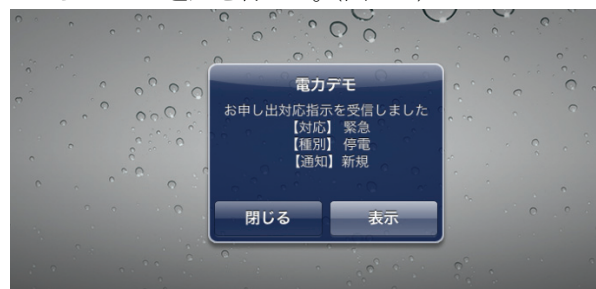 電力デモ
お申し出対応指示を受信しました
【対応】 緊急
【種別】 停電
【通知】 新規
閉じる
表示